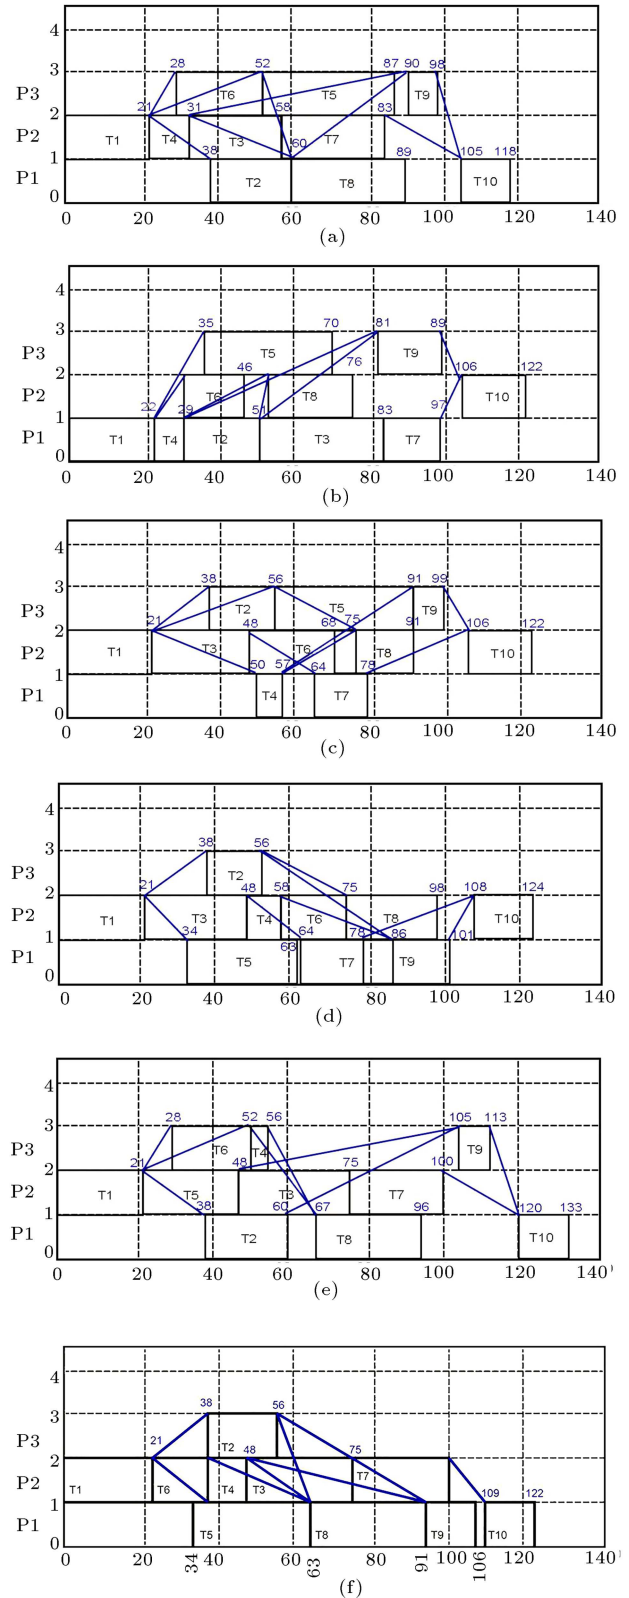 4
28 52 87 90 98
3
P3 T6 T5 T9
21 31 58 83
2
P2 T1 T4 T3 T7
38 60 89 105 118
1
P1 T2 T8 T10
0
0 20 40 60 80 100 120 140
(a)
4
35 70 81 89
3
P3 T5 T9
46 76 106 122
2
P2 T6 T8 T10
22 29 51 83 97
1
P1 T1 T4 T2 T3 T7
0
0 20 40 60 80 100 120 140
(b)
4
38 56 91 99
3
P3 T2 T5 T9
21 48 68 75 91 106 122
2
P2 T1 T3 T6 T8 T10
50 57 64 78
1
P1 T4 T7
0
0 20 40 60 80 100 120 140
(c)
4
38 56
3
P3 T2
21 48 58 75 98 108 124
2
P2 T1 T3 T4 T6 T8 T10
34 63 64 78 86 101
1
P1 T5 T7 T9
0
0 20 40 60 80 100 120 140
(d)
4
28 52 56 105 113
3
P3 T6 T4 T9
21 48 75 100
2
P2 T1 T5 T3 T7
38 60 67 96 120 133
1
P1 T2 T8 T10
0
0 20 40 60 80 100 120 140
(e)
4
38 56
3
P3 T2
21 48 75
2
P2 T1 T6 T4 T3 T7
109 122
1
P1 T5 T8 T9 T10
0
0 20 34 40 60 63 80 91 100 106 120 140
(f)